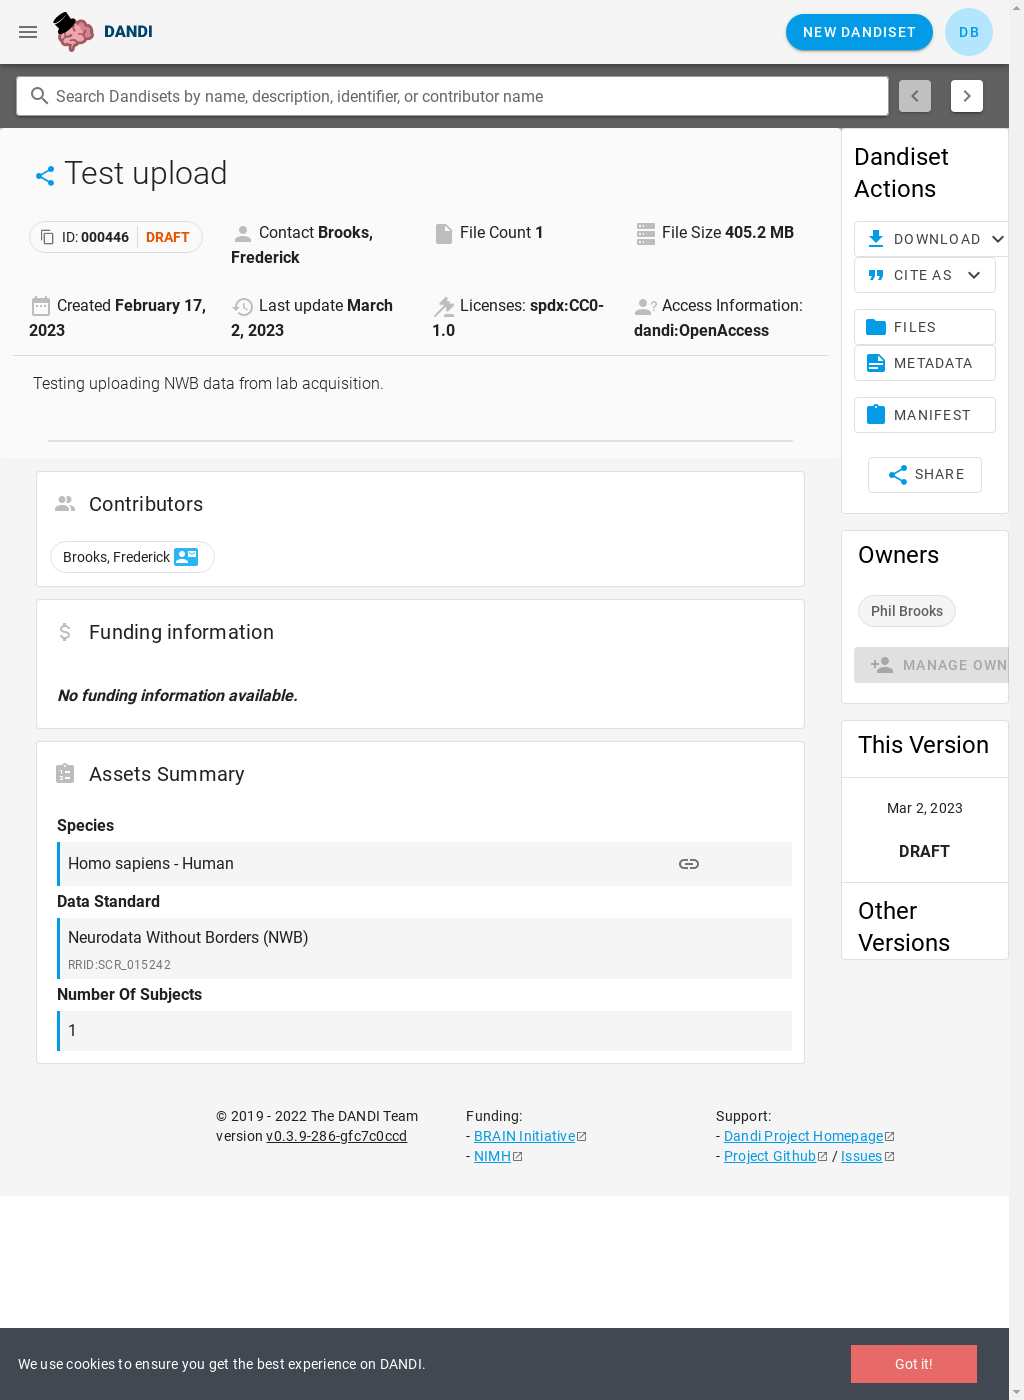 DANDI
NEW DANDISET
DB
Search Dandisets by name, description, identifier, or contributor name
Test upload
ID: 000446 DRAFT
Contact Brooks,
Frederick
File Count 1
File Size 405.2 MB
Created February 17,
2023
Last update March
2, 2023
Licenses: spdx:CC0-
1.0
Access Information:
dandi:OpenAccess
Testing uploading NWB data from lab acquisition.
Contributors
Brooks, Frederick
Funding information
No funding information available.
Assets Summary
Species
Homo sapiens - Human
Data Standard
Neurodata Without Borders (NWB)
RRID:SCR_015242
Number Of Subjects
1
Dandiset
Actions
DOWNLOAD
CITE AS
FILES
METADATA
MANIFEST
SHARE
Owners
Phil Brooks
MANAGE OWN
This Version
Mar 2, 2023
DRAFT
Other
Versions
© 2019 - 2022 The DANDI Team
version v0.3.9-286-gfc7c0ccd
Funding:
- BRAIN Initiative
- NIMH
Support:
- Dandi Project Homepage
- Project Github / Issues
We use cookies to ensure you get the best experience on DANDI.
Got it!